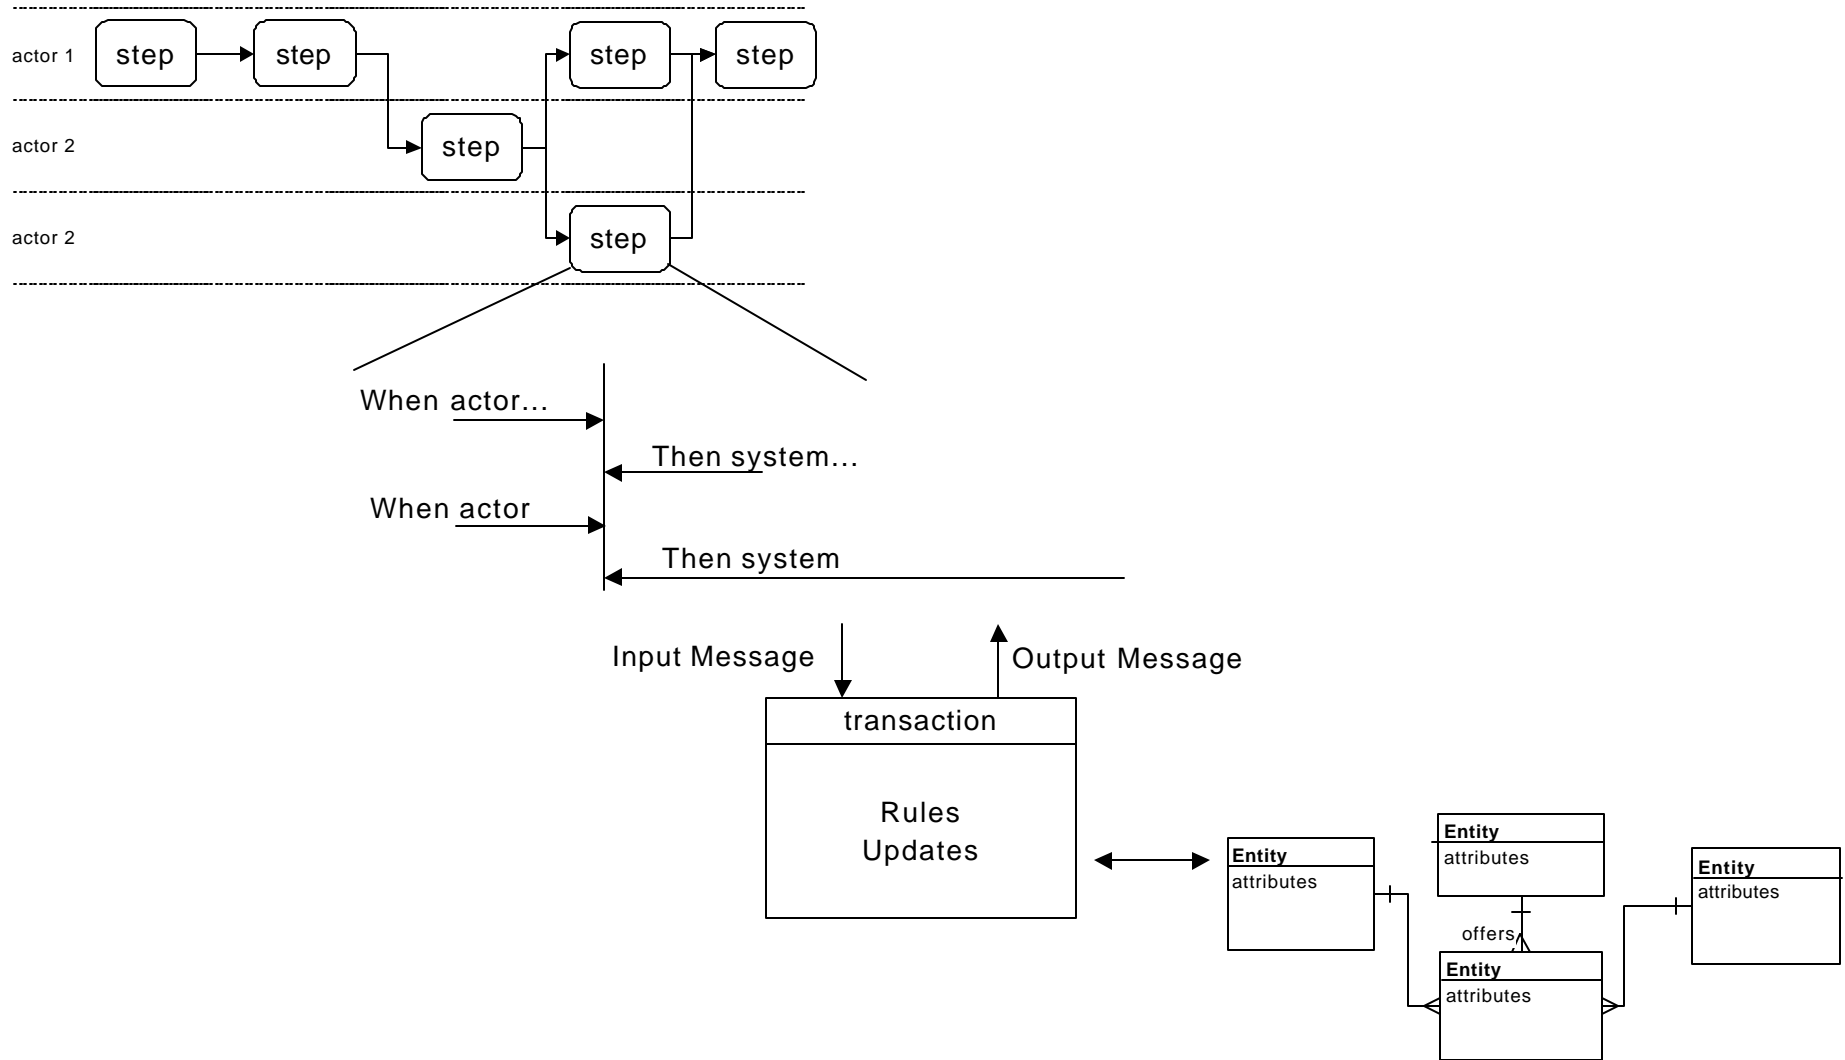 actor 1
step
step
step
step
actor 2
step
actor 2
step
When actor...
Then system...
When actor
Then system
Input Message
Output Message
transaction
Rules
Updates
Entity
attributes
Entity
attributes
Entity
attributes
offers
Entity
attributes